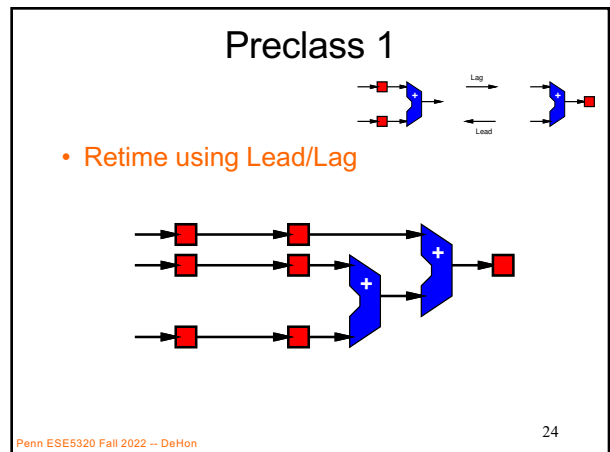 Preclass 1
Lag
+
+
Lead
• Retime using Lead/Lag
+
+
Penn ESE5320 Fall 2022 -- DeHon
24